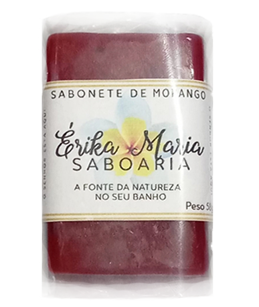 SABONETE DE MORANGO
Érika Maria
SABOARIA
A FONTE DA NATUREZA
NO SEU BANHO
Peso